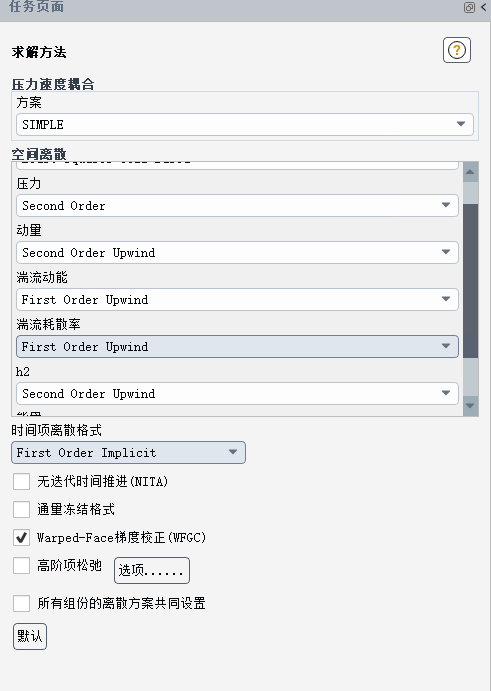 任务页面
求解方法
压力速度耦合
方案
SIMPLE
空间离散
压力
Second Order
动量
Second Order Upwind
湍流动能
First Order Upwind
湍流耗散率
First Order Upwind
h2
Second Order Upwind
时间项离散格式
First Order Implicit
无迭代时间推进(NITA)
通量冻结格式
Warped-Face梯度校正(WFGC)
高阶项松弛
选项......
所有组份的离散方案共同设置
默认